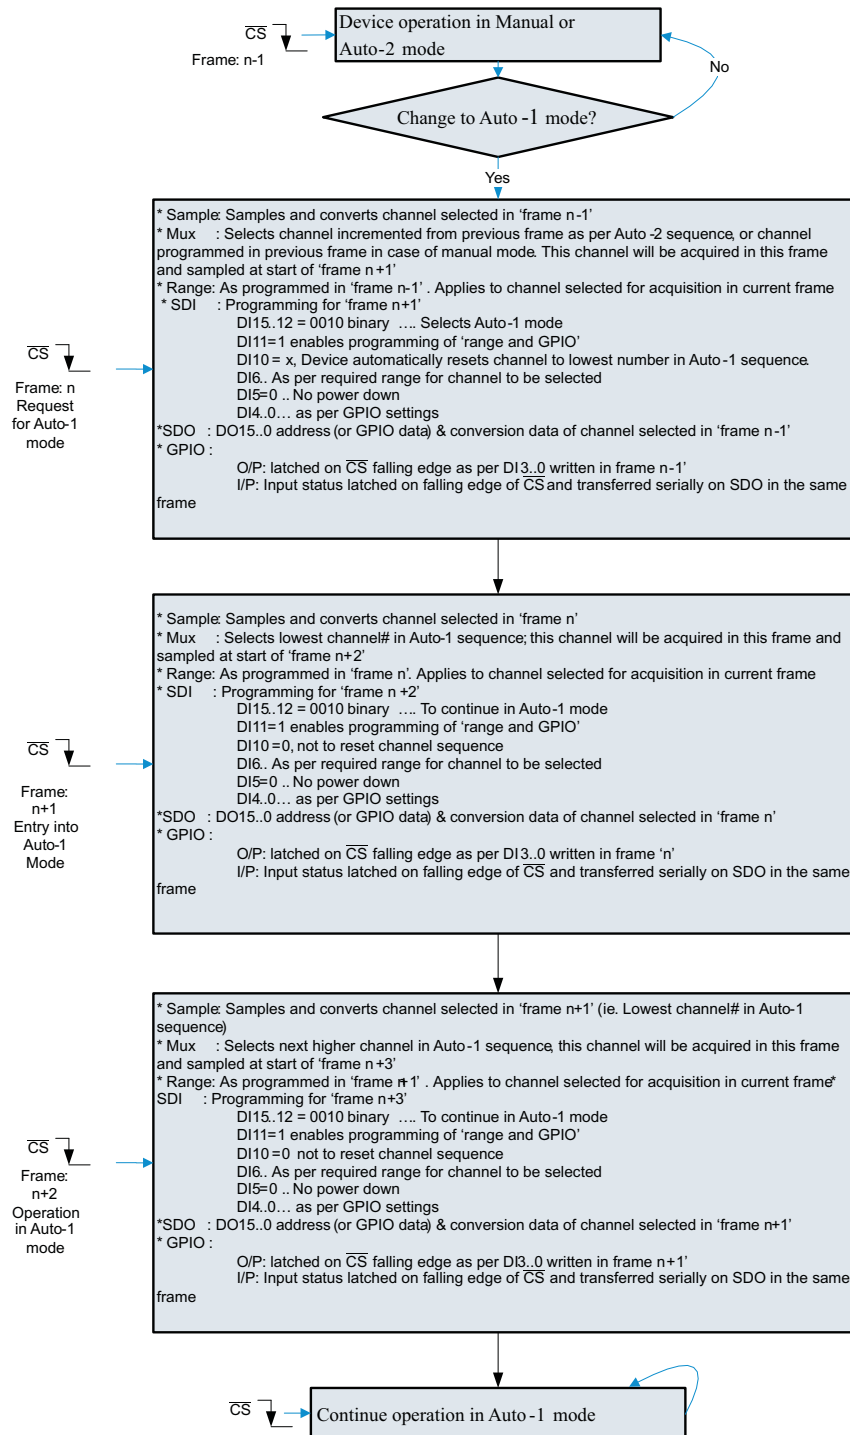 CS
Frame: n-1
Device operation in Manual or
Auto-2 mode
No
Change to Auto -1 mode?
Yes
CS
Frame: n
Request
for Auto-1
mode
* Sample: Samples and converts channel selected in ‘frame n-1’
* Mux : Selects channel incremented from previous frame as per Auto -2 sequence, or channel
programmed in previous frame in case of manual mode. This channel will be acquired in this frame
and sampled at start of ‘frame n+1’
* Range: As programmed in ‘frame n-1’ . Applies to channel selected for acquisition in current frame
* SDI : Programming for ‘frame n+1’
DI15..12 = 0010 binary …. Selects Auto-1 mode
DI11=1 enables programming of ‘range and GPIO’
DI10 = x, Device automatically resets channel to lowest number in Auto-1 sequence.
DI6.. As per required range for channel to be selected
DI5=0 .. No power down
DI4..0… as per GPIO settings
*SDO : DO15..0 address (or GPIO data) & conversion data of channel selected in ‘frame n-1’
* GPIO :
O/P: latched on CS falling edge as per DI3..0 written in frame n-1’
I/P: Input status latched on falling edge of CS and transferred serially on SDO in the same
frame
CS
Frame:
n+1
Entry into
Auto-1
Mode
* Sample: Samples and converts channel selected in ‘frame n’
* Mux : Selects lowest channel# in Auto-1 sequence; this channel will be acquired in this frame and
sampled at start of ‘frame n+2’
* Range: As programmed in ‘frame n’. Applies to channel selected for acquisition in current frame
* SDI : Programming for ‘frame n+2’
DI15..12 = 0010 binary …. To continue in Auto-1 mode
DI11=1 enables programming of ‘range and GPIO’
DI10=0, not to reset channel sequence
DI6.. As per required range for channel to be selected
DI5=0 .. No power down
DI4..0… as per GPIO settings
*SDO : DO15..0 address (or GPIO data) & conversion data of channel selected in ‘frame n’
* GPIO :
O/P: latched on CS falling edge as per DI3..0 written in frame ‘n’
I/P: Input status latched on falling edge of CS and transferred serially on SDO in the same
frame
CS
Frame:
n+2
Operation
in Auto-1
mode
* Sample: Samples and converts channel selected in ‘frame n+1’ (ie. Lowest channel# in Auto-1
sequence)
* Mux : Selects next higher channel in Auto-1 sequence, this channel will be acquired in this frame
and sampled at start of ‘frame n+3’
* Range: As programmed in ‘frame n+1’ . Applies to channel selected for acquisition in current frame*
SDI : Programming for ‘frame n+3’
DI15..12 = 0010 binary …. To continue in Auto-1 mode
DI11=1 enables programming of ‘range and GPIO’
DI10=0 not to reset channel sequence
DI6.. As per required range for channel to be selected
DI5=0 .. No power down
DI4..0… as per GPIO settings
*SDO : DO15..0 address (or GPIO data) & conversion data of channel selected in ‘frame n+1’
* GPIO :
O/P: latched on CS falling edge as per DI3..0 written in frame n+1’
I/P: Input status latched on falling edge of CS and transferred serially on SDO in the same
frame
CS
Continue operation in Auto -1 mode